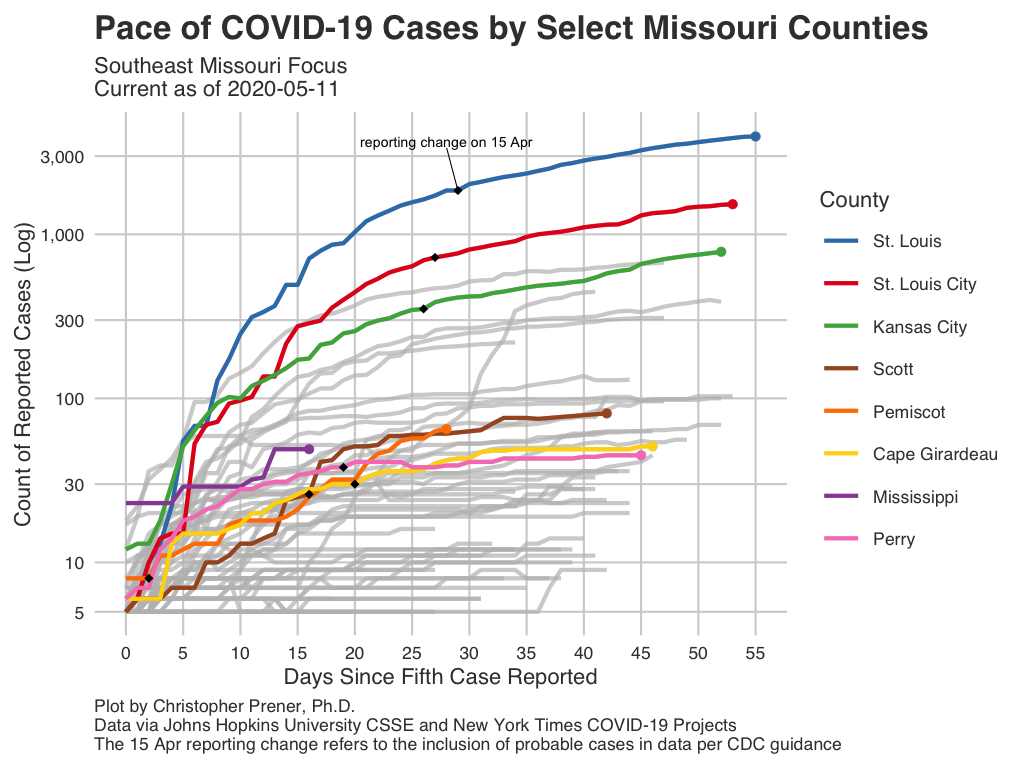 Pace of COVID-19 Cases by Select Missouri Counties
Southeast Missouri Focus
Current as of 2020-05-11
reporting change on 15 Apr
Count of Reported Cases (Log)
3,000
1,000
300
100
30
10
5
0 5 10 15 20 25 30 35 40 45 50 55
Days Since Fifth Case Reported
County
St. Louis
St. Louis City
Kansas City
Scott
Pemiscot
Cape Girardeau
Mississippi
Perry
Plot by Christopher Prener, Ph.D.
Data via Johns Hopkins University CSSE and New York Times COVID-19 Projects
The 15 Apr reporting change refers to the inclusion of probable cases in data per CDC guidance